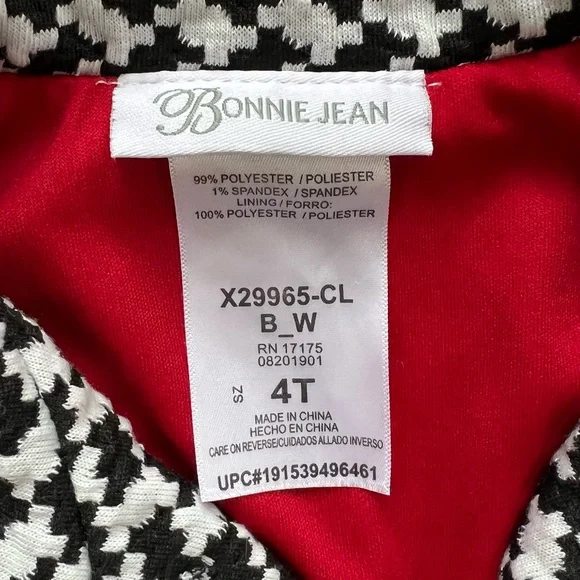 BONNIE JEAN
99% POLYESTER / POLIESTER
1% SPANDEX / SPANDEX
LINING / FORRO:
100% POLYESTER / POLIESTER
X29965-CL
B_W
RN 17175
08201901
SZ 4T
MADE IN CHINA
HECHO EN CHINA
CARE ON REVERSE/CUIDADOS ALLADO INVERSO
UPC#191539496461